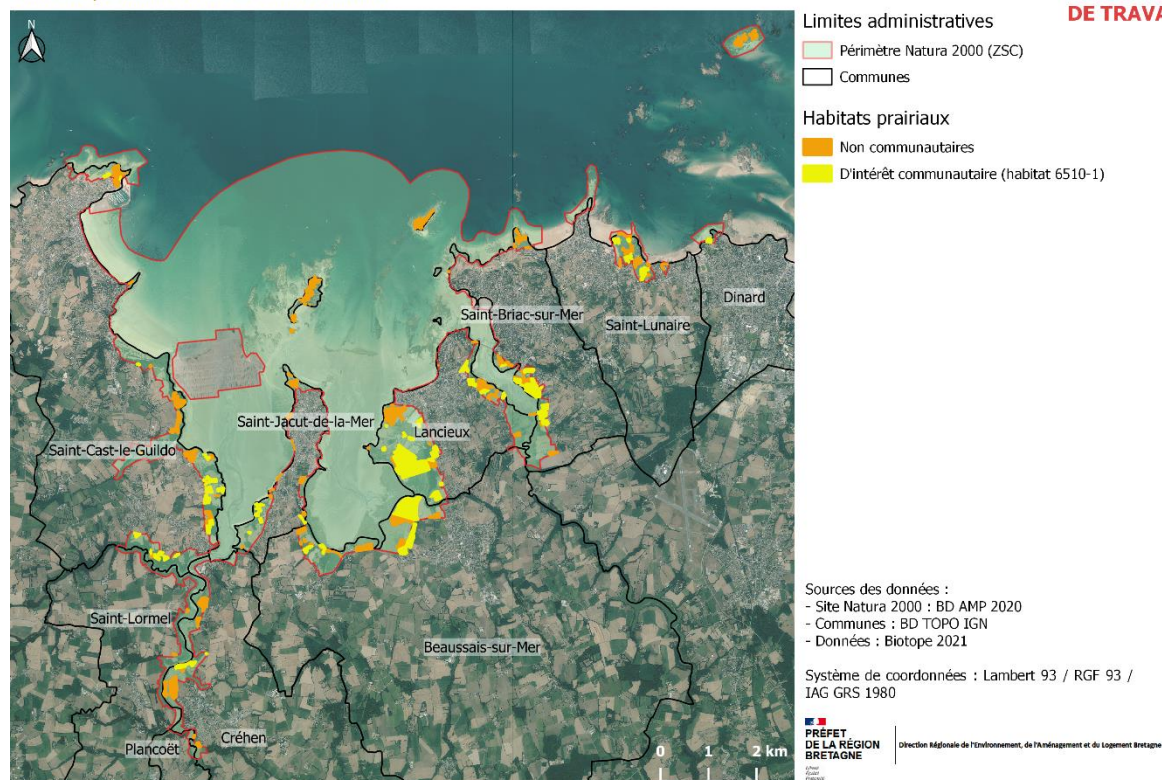 DE TRAVA
N
Limites administratives
Périmètre Natura 2000 (ZSC)
Communes
Habitats prairiaux
Non communautaires
D'intérêt communautaire (habitat 6510-1)
Saint-Briac-sur-Mer
Saint-Lunaire
Dinard
Saint-Jacut-de-la-Mer
Lancieux
Saint-Cast-le-Guildo
Saint-Lormel
Beaussais-sur-Mer
Plancoët
Créhen
0 1 2 km
Sources des données :
- Site Natura 2000 : BD AMP 2020
- Communes : BD TOPO IGN
- Données : Biotope 2021
Système de coordonnées : Lambert 93 / RGF 93 /
IAG GRS 1980
PRÉFET
DE LA RÉGION
BRETAGNE
Direction Régionale de l'Environnement, de l'Aménagement et du Logement Bretagne